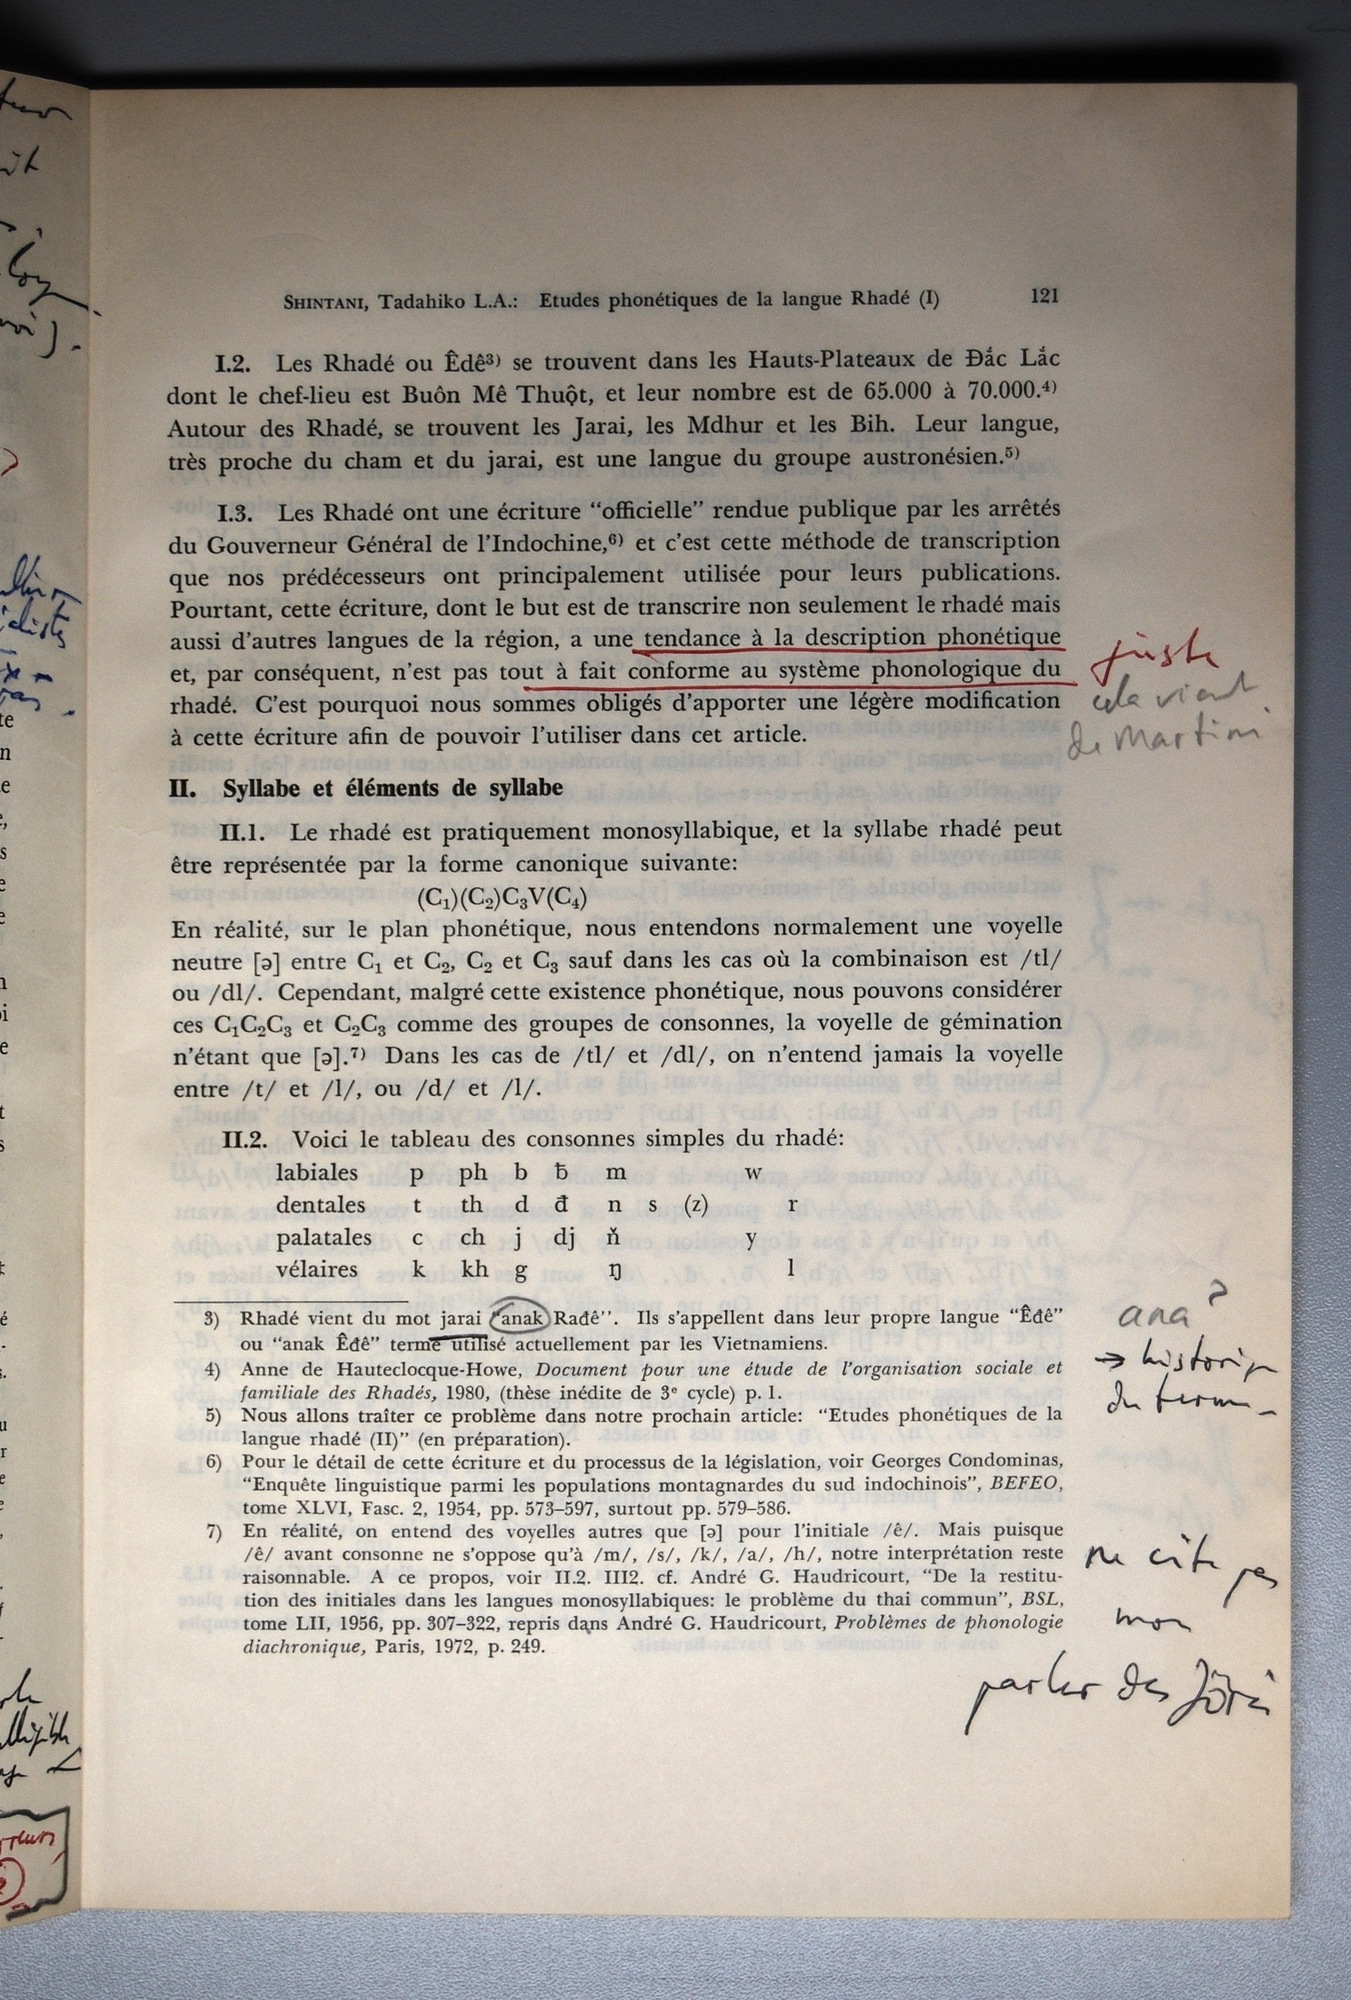 SHINTANI, Tadahiko L.A.: Etudes phonétiques de la langue Rhadé (I) 121
I.2. Les Rhadé ou Êđê³⁾ se trouvent dans les Hauts-Plateaux de Đắc Lắc
dont le chef-lieu est Buôn Mê Thuột, et leur nombre est de 65.000 à 70.000.⁴⁾
Autour des Rhadé, se trouvent les Jarai, les Mdhur et les Bih. Leur langue,
très proche du cham et du jarai, est une langue du groupe austronésien.⁵⁾
I.3. Les Rhadé ont une écriture “officielle” rendue publique par les arrêtés
du Gouverneur Général de l’Indochine,⁶⁾ et c’est cette méthode de transcription
que nos prédécesseurs ont principalement utilisée pour leurs publications.
Pourtant, cette écriture, dont le but est de transcrire non seulement le rhadé mais
aussi d’autres langues de la région, a une tendance à la description phonétique
et, par conséquent, n’est pas tout à fait conforme au système phonologique du
rhadé. C’est pourquoi nous sommes obligés d’apporter une légère modification
à cette écriture afin de pouvoir l’utiliser dans cet article.
juste
cela vient
de Martini
II. Syllabe et éléments de syllabe
II.1. Le rhadé est pratiquement monosyllabique, et la syllabe rhadé peut
être représentée par la forme canonique suivante:
(C₁)(C₂)C₃V(C₄)
En réalité, sur le plan phonétique, nous entendons normalement une voyelle
neutre [ə] entre C₁ et C₂, C₂ et C₃ sauf dans les cas où la combinaison est /tl/
ou /dl/. Cependant, malgré cette existence phonétique, nous pouvons considérer
ces C₁C₂C₃ et C₂C₃ comme des groupes de consonnes, la voyelle de gémination
n’étant que [ə].⁷⁾ Dans les cas de /tl/ et /dl/, on n’entend jamais la voyelle
entre /t/ et /l/, ou /d/ et /l/.
II.2. Voici le tableau des consonnes simples du rhadé:
labiales p ph b ƀ m w
dentales t th d đ n s (z) r
palatales c ch j dj ň y
vélaires k kh g ŋ l
3) Rhadé vient du mot jarai “anak Rađê”. Ils s’appellent dans leur propre langue “Êđê”
ou “anak Êđê” terme utilisé actuellement par les Vietnamiens.
4) Anne de Hauteclocque-Howe, Document pour une étude de l’organisation sociale et
familiale des Rhadés, 1980, (thèse inédite de 3ᵉ cycle) p. 1.
5) Nous allons traîter ce problème dans notre prochain article: “Etudes phonétiques de la
langue rhadé (II)” (en préparation).
6) Pour le détail de cette écriture et du processus de la législation, voir Georges Condominas,
“Enquête linguistique parmi les populations montagnardes du sud indochinois”, BEFEO,
tome XLVI, Fasc. 2, 1954, pp. 573–597, surtout pp. 579–586.
7) En réalité, on entend des voyelles autres que [ə] pour l’initiale /ê/. Mais puisque
/ê/ avant consonne ne s’oppose qu’à /m/, /s/, /k/, /a/, /h/, notre interprétation reste
raisonnable. A ce propos, voir II.2. III2. cf. André G. Haudricourt, “De la restitu-
tion des initiales dans les langues monosyllabiques: le problème du thai commun”, BSL,
tome LII, 1956, pp. 307–322, repris dans André G. Haudricourt, Problèmes de phonologie
diachronique, Paris, 1972, p. 249.
ana?
→ historique
du terme
ne cite pas
mon
parler des Jörai